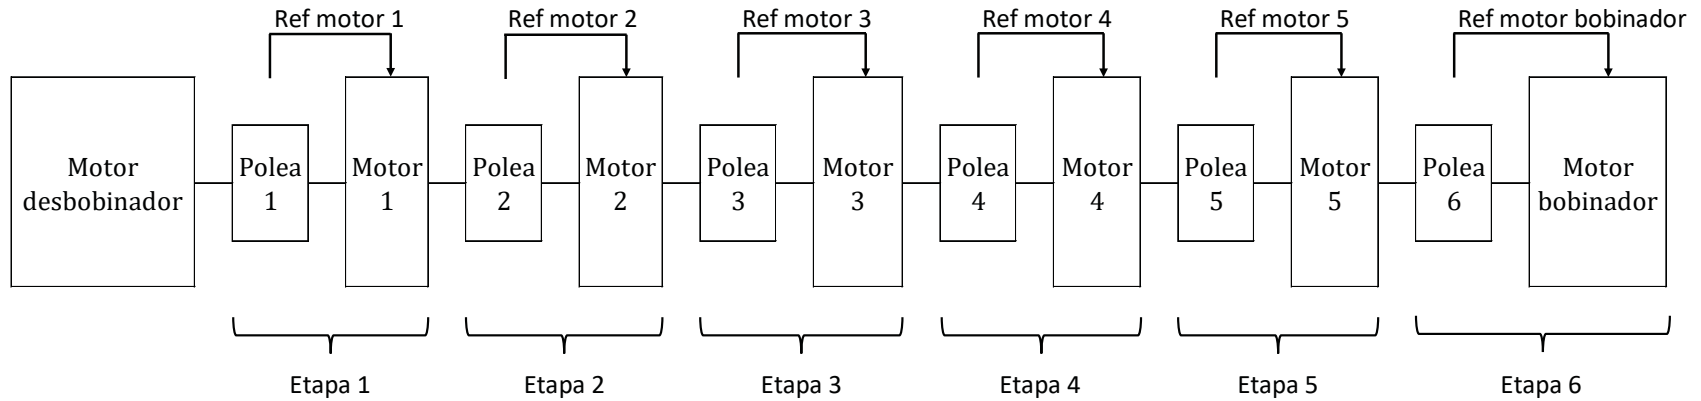 Ref motor 1
Ref motor 2
Ref motor 3
Ref motor 4
Ref motor 5
Ref motor bobinador
Motor
desbobinador
Polea
1
Motor
1
Polea
2
Motor
2
Polea
3
Motor
3
Polea
4
Motor
4
Polea
5
Motor
5
Polea
6
Motor
bobinador
Etapa 1
Etapa 2
Etapa 3
Etapa 4
Etapa 5
Etapa 6